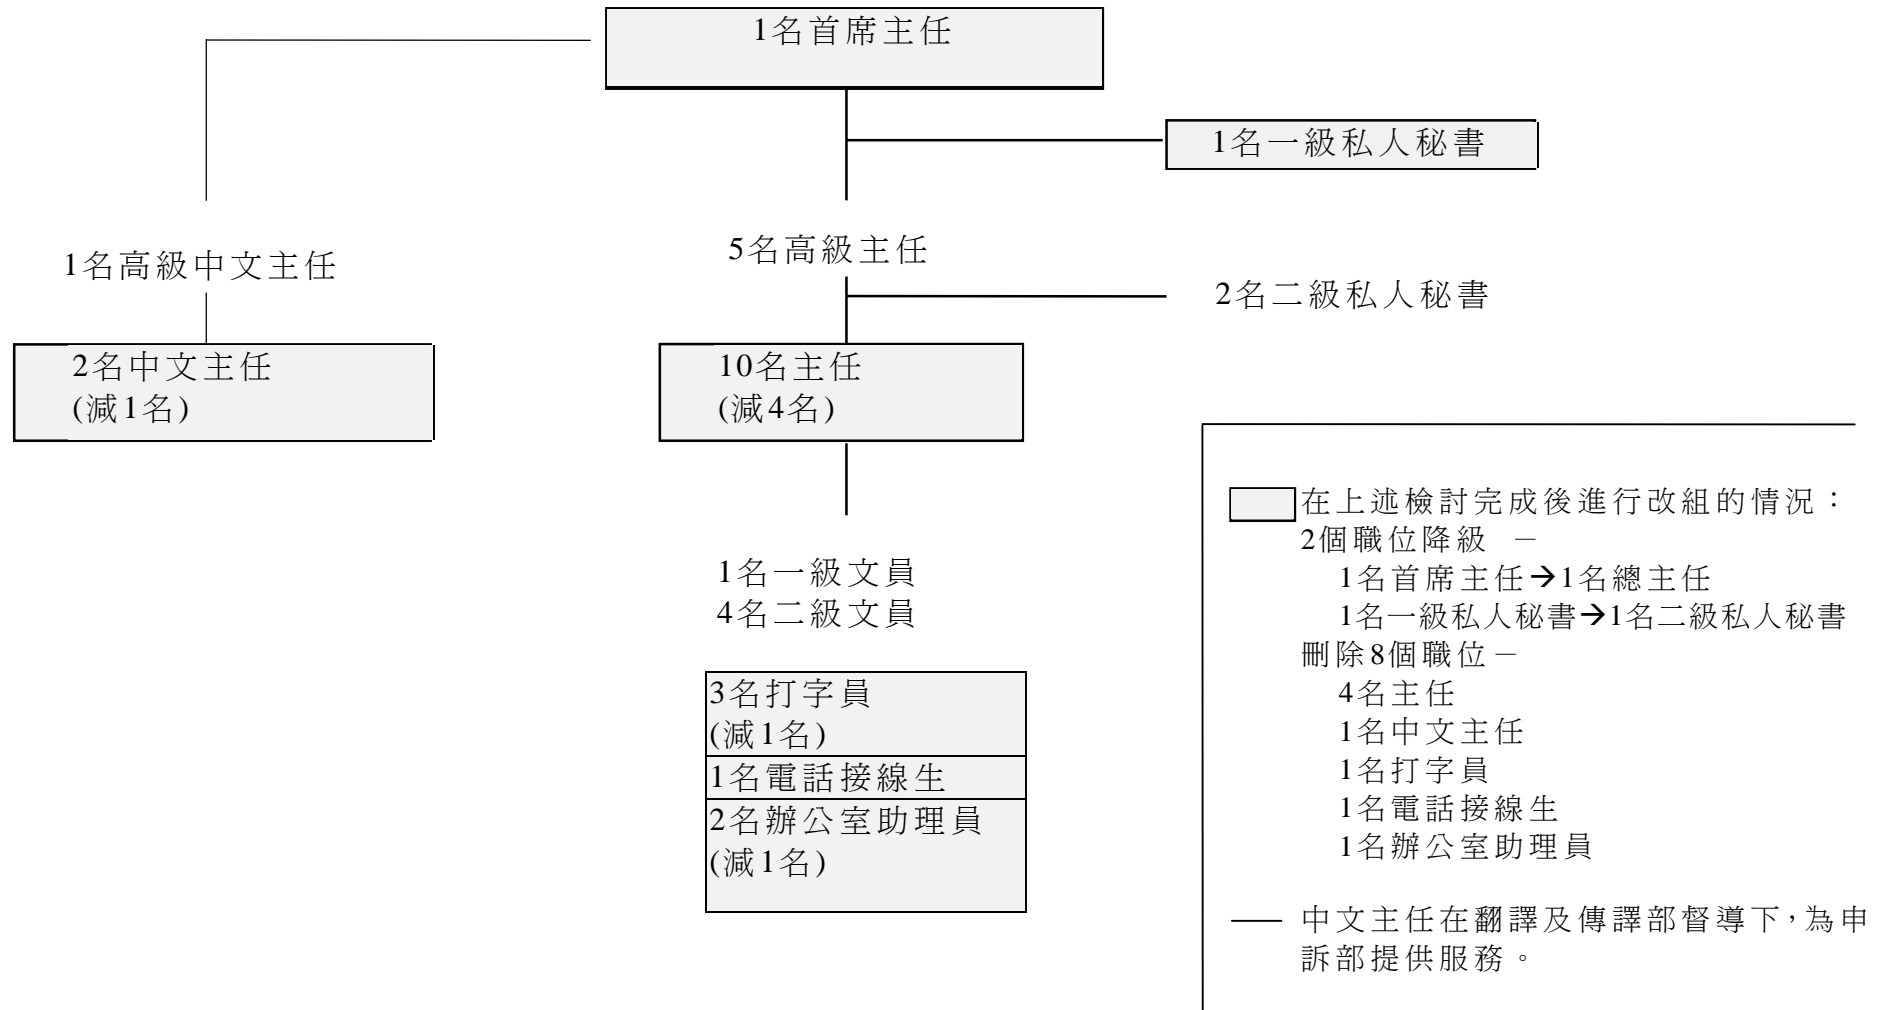 1名首席主任
1名一級私人秘書
1名高級中文主任
5名高級主任
2名二級私人秘書
2名中文主任
(減1名)
10名主任
(減4名)
1名一級文員
4名二級文員
3名打字員
(減1名)
1名電話接線生
2名辦公室助理員
(減1名)
在上述檢討完成後進行改組的情況：
2個職位降級 －
1名首席主任→1名總主任
1名一級私人秘書→1名二級私人秘書
刪除8個職位－
4名主任
1名中文主任
1名打字員
1名電話接線生
1名辦公室助理員
中文主任在翻譯及傳譯部督導下，為申
訴部提供服務。